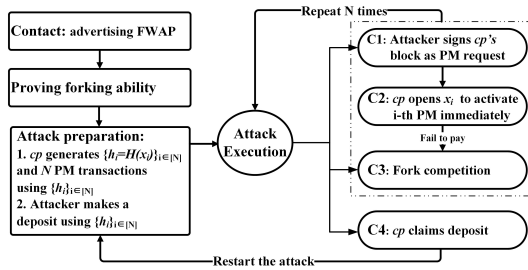 Contact: advertising FWAP
Proving forking ability
Attack preparation:
1. cp generates {hᵢ=H(xᵢ)}ᵢ∈[N]
and N PM transactions
using {hᵢ}ᵢ∈[N]
2. Attacker makes a
deposit using {hᵢ}ᵢ∈[N]
Attack
Execution
Repeat N times
C1: Attacker signs cp's
block as PM request
C2: cp opens xᵢ to activate
i-th PM immediately
Fail to pay
C3: Fork competition
C4: cp claims deposit
Restart the attack